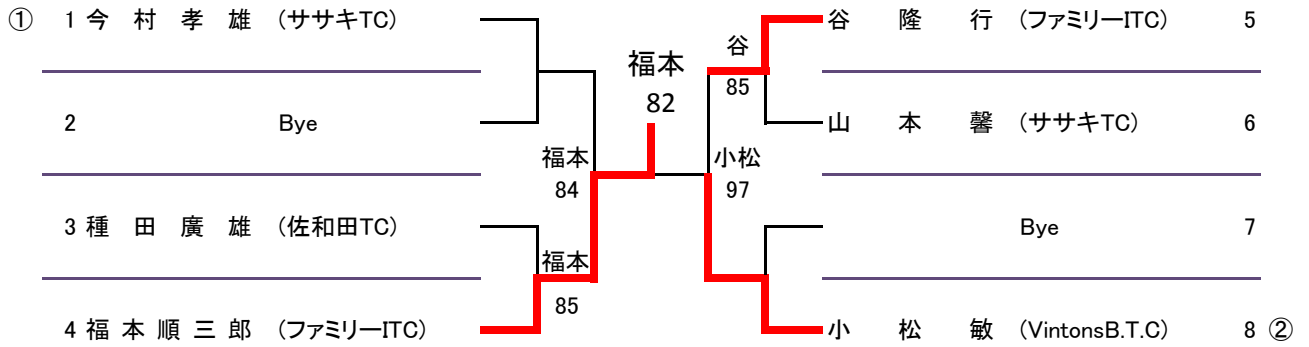 ① 1 今 村 孝 雄 (ササキTC)
2 Bye
3 種 田 廣 雄 (佐和田TC)
4 福 本 順 三 郎 (ファミリーITC)
福本
85
福本
84
福本
82
谷
85
小松
97
谷 隆 行 (ファミリーITC) 5
山 本 馨 (ササキTC) 6
Bye 7
小 松 敏 (VintonsB.T.C) 8 ②